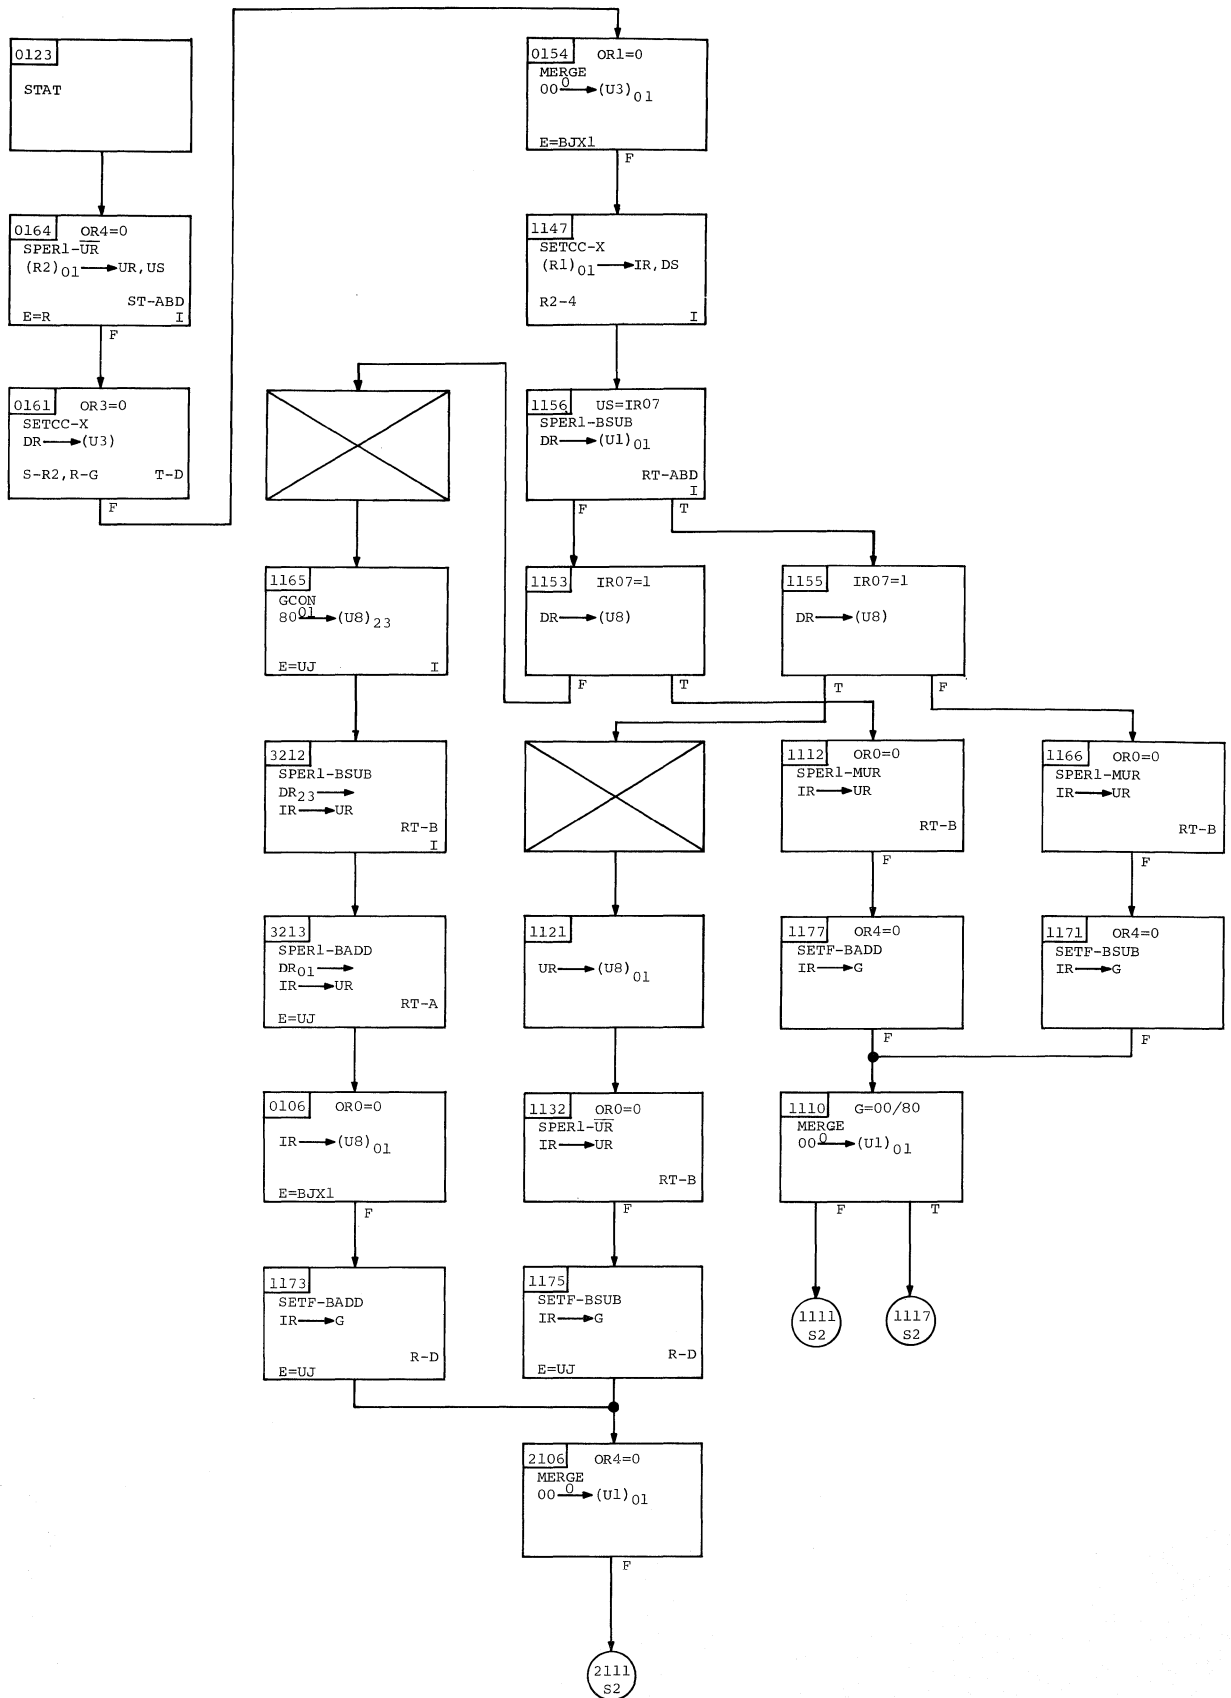 0123
STAT
0164 OR4=0
SPER1-U̅R̅
(R2)01 → UR,US
ST-ABD
E=R I
F
0161 OR3=0
SETCC-X
DR → (U3)
S-R2,R-G T-D
F
0154 OR1=0
MERGE
00 0→ (U3)01
E=BJX1
F
1147
SETCC-X
(R1)01 → IR,DS
R2-4
I
1156 US=IR07
SPER1-BSUB
DR → (U1)01
RT-ABD
I
F T
1153 IR07=1
DR → (U8)
F T
1155 IR07=1
DR → (U8)
T F
1165
GCON
80 01→ (U8)23
E=UJ I
3212
SPER1-BSUB
DR23 →
IR → UR
RT-B
I
3213
SPER1-BADD
DR01 →
IR → UR
RT-A
E=UJ
0106 OR0=0
IR → (U8)01
E=BJX1
F
1173
SETF-BADD
IR → G
R-D
E=UJ
1121
UR → (U8)01
1132 OR0=0
SPER1-U̅R̅
IR → UR
RT-B
F
1175
SETF-BSUB
IR → G
R-D
E=UJ
2106 OR4=0
MERGE
00 0→ (U1)01
F
2111
S2
1112 OR0=0
SPER1-MUR
IR → UR
RT-B
F
1177 OR4=0
SETF-BADD
IR → G
F
1166 OR0=0
SPER1-MUR
IR → UR
RT-B
F
1171 OR4=0
SETF-BSUB
IR → G
F
1110 G=00/80
MERGE
00 0→ (U1)01
F T
1111
S2
1117
S2